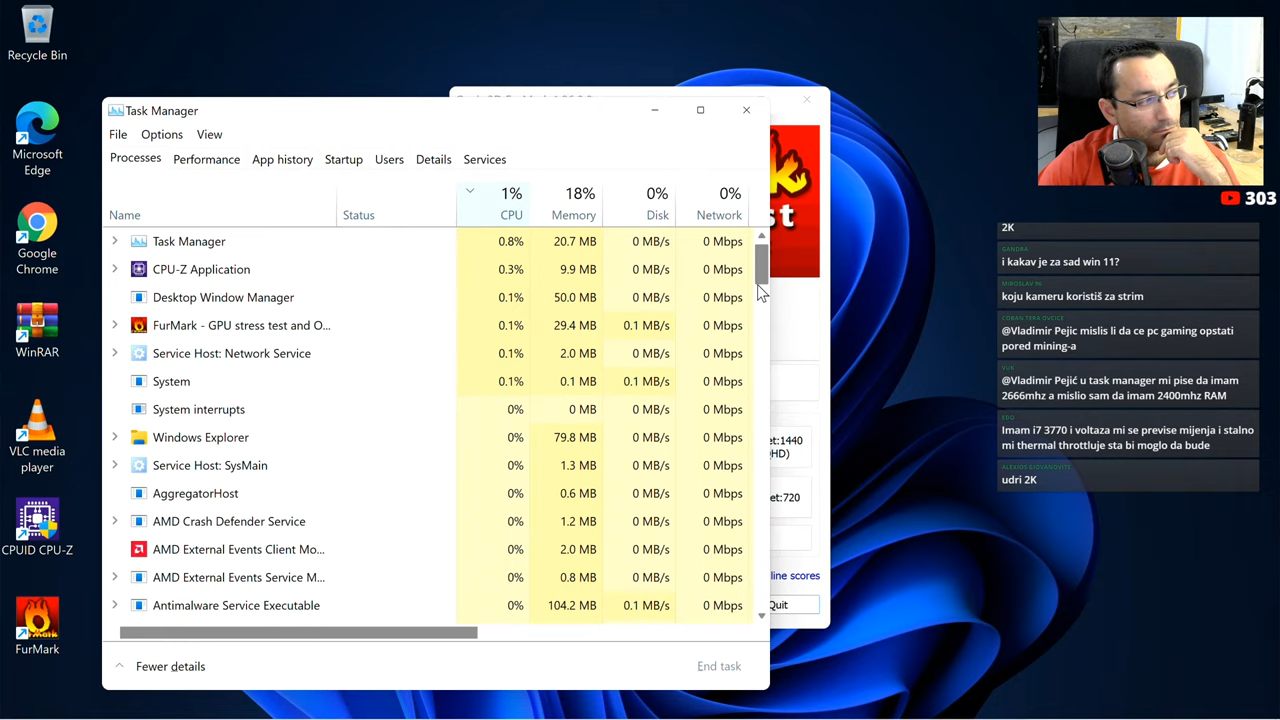 Recycle Bin
Microsoft
Edge
Google
Chrome
WinRAR
VLC media
player
CPUID CPU-Z
FurMark
Task Manager
File Options View
Processes Performance App history Startup Users Details Services
1% 18% 0% 0%
Name Status CPU Memory Disk Network
Task Manager 0.8% 20.7 MB 0 MB/s 0 Mbps
CPU-Z Application 0.3% 9.9 MB 0 MB/s 0 Mbps
Desktop Window Manager 0.1% 50.0 MB 0 MB/s 0 Mbps
FurMark - GPU stress test and O... 0.1% 29.4 MB 0.1 MB/s 0 Mbps
Service Host: Network Service 0.1% 2.0 MB 0 MB/s 0 Mbps
System 0.1% 0.1 MB 0.1 MB/s 0 Mbps
System interrupts 0% 0 MB 0 MB/s 0 Mbps
Windows Explorer 0% 79.8 MB 0 MB/s 0 Mbps
Service Host: SysMain 0% 1.3 MB 0 MB/s 0 Mbps
AggregatorHost 0% 0.6 MB 0 MB/s 0 Mbps
AMD Crash Defender Service 0% 1.2 MB 0 MB/s 0 Mbps
AMD External Events Client Mo... 0% 2.0 MB 0 MB/s 0 Mbps
AMD External Events Service M... 0% 0.8 MB 0 MB/s 0 Mbps
Antimalware Service Executable 0% 104.2 MB 0.1 MB/s 0 Mbps
Fewer details End task
st
et:1440
HD)
et:720
line scores
Quit
303
2K
GANDRA
i kakav je za sad win 11?
koju kameru koristiš za strim
@Vladimir Pejic mislis li da ce pc gaming opstati
pored mining-a
VUK
@Vladimir Pejić u task manager mi pise da imam
2666mhz a mislio sam da imam 2400mhz RAM
EDO
Imam i7 3770 i voltaza mi se previse mijenja i stalno
mi thermal throttluje sta bi moglo da bude
udri 2K